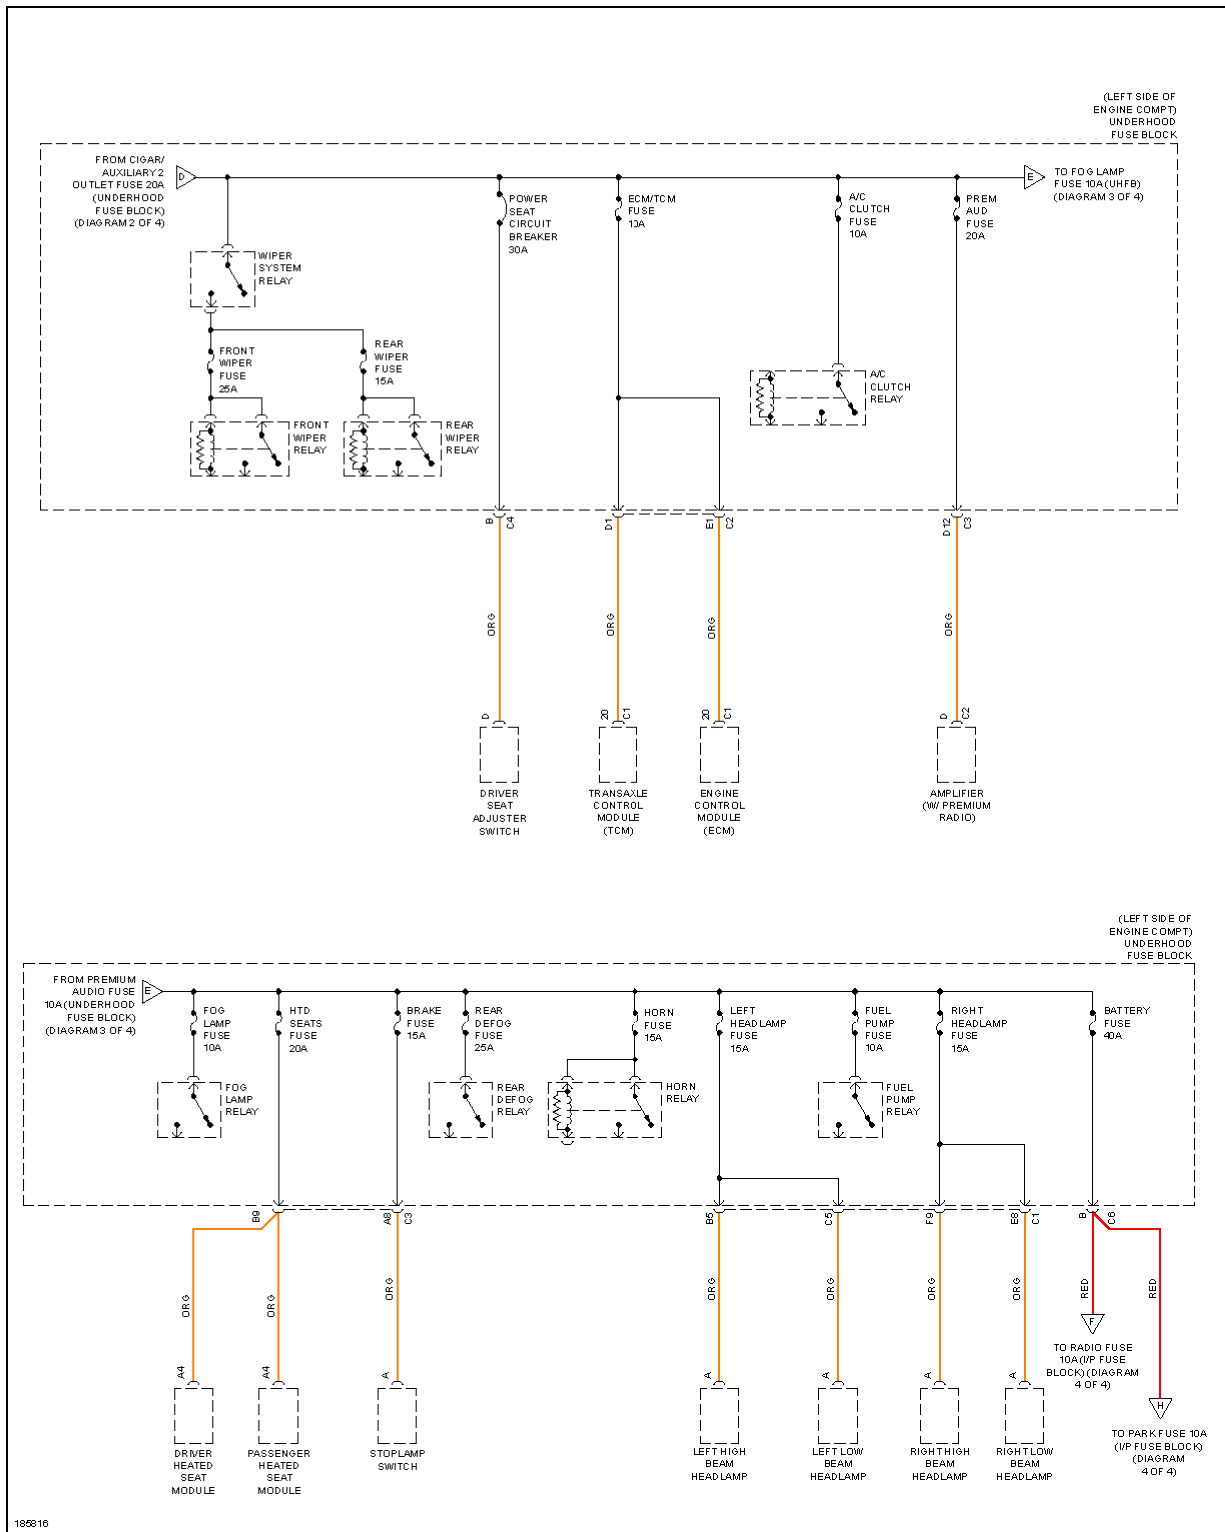 (LEFT SIDE OF
ENGINE COMPT)
UNDERHOOD
FUSE BLOCK
FROM CIGAR/
AUXILIARY 2
OUTLET FUSE 20A
(UNDERHOOD
FUSE BLOCK)
(DIAGRAM 2 OF 4)
D
E
TO FOG LAMP
FUSE 10A (UHFB)
(DIAGRAM 3 OF 4)
POWER
SEAT
CIRCUIT
BREAKER
30A
ECM/TCM
FUSE
10A
A/C
CLUTCH
FUSE
10A
PREM
AUD
FUSE
20A
WIPER
SYSTEM
RELAY
FRONT
WIPER
FUSE
25A
REAR
WIPER
FUSE
15A
A/C
CLUTCH
RELAY
FRONT
WIPER
RELAY
REAR
WIPER
RELAY
B
C4
D1
E1
C2
D12
C3
ORG
ORG
ORG
ORG
D
20
C1
20
C1
D
C2
DRIVER
SEAT
ADJUSTER
SWITCH
TRANSAXLE
CONTROL
MODULE
(TCM)
ENGINE
CONTROL
MODULE
(ECM)
AMPLIFIER
(W/ PREMIUM
RADIO)
(LEFT SIDE OF
ENGINE COMPT)
UNDERHOOD
FUSE BLOCK
FROM PREMIUM
AUDIO FUSE
10A (UNDERHOOD
FUSE BLOCK)
(DIAGRAM 3 OF 4)
E
FOG
LAMP
FUSE
10A
HTD
SEATS
FUSE
20A
BRAKE
FUSE
15A
REAR
DEFOG
FUSE
25A
HORN
FUSE
15A
LEFT
HEADLAMP
FUSE
15A
FUEL
PUMP
FUSE
10A
RIGHT
HEADLAMP
FUSE
15A
BATTERY
FUSE
40A
FOG
LAMP
RELAY
REAR
DEFOG
RELAY
HORN
RELAY
FUEL
PUMP
RELAY
B9
A8
C3
B5
C5
F9
E8
C1
B
C6
ORG
ORG
ORG
ORG
ORG
ORG
ORG
RED
RED
F
TO RADIO FUSE
10A (I/P FUSE
BLOCK) (DIAGRAM
4 OF 4)
A4
A4
A
A
A
A
A
H
TO PARK FUSE 10A
(I/P FUSE BLOCK)
(DIAGRAM
4 OF 4)
DRIVER
HEATED
SEAT
MODULE
PASSENGER
HEATED
SEAT
MODULE
STOPLAMP
SWITCH
LEFT HIGH
BEAM
HEADLAMP
LEFT LOW
BEAM
HEADLAMP
RIGHT HIGH
BEAM
HEADLAMP
RIGHT LOW
BEAM
HEADLAMP
185816